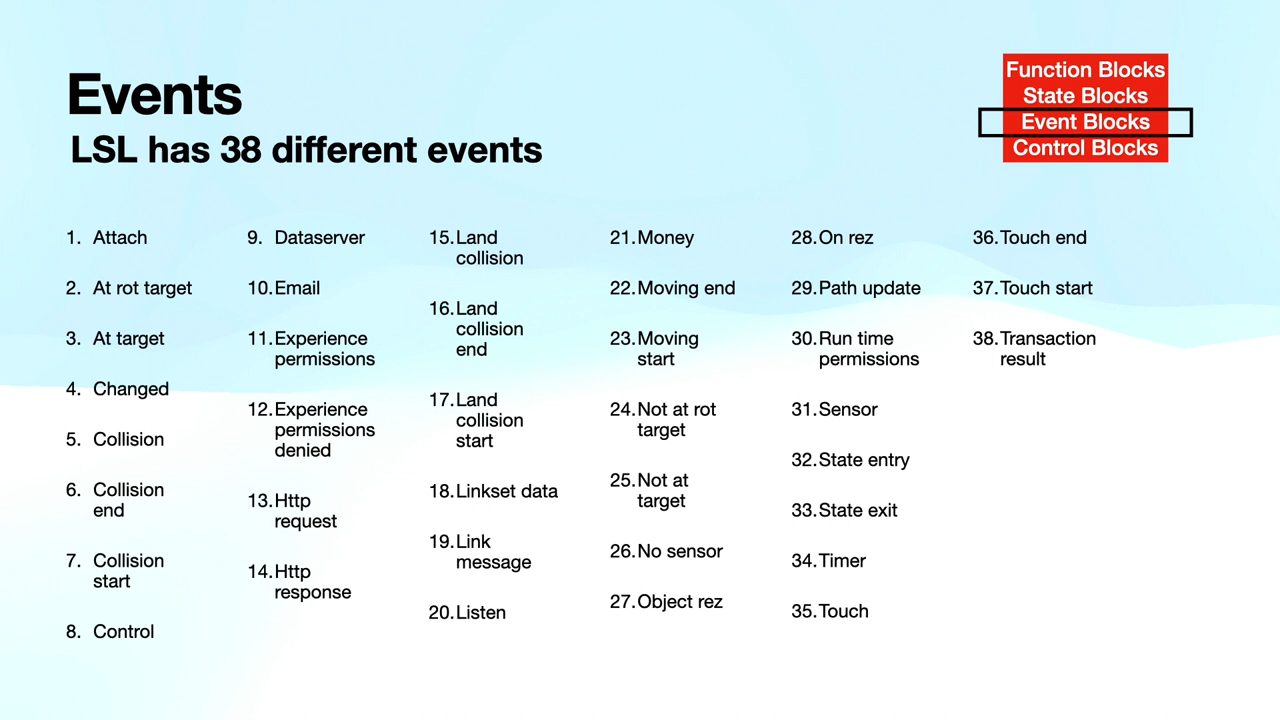 Events
LSL has 38 different events
Function Blocks
State Blocks
Event Blocks
Control Blocks
1. Attach
2. At rot target
3. At target
4. Changed
5. Collision
6. Collision
end
7. Collision
start
8. Control
9. Dataserver
10. Email
11. Experience
permissions
12. Experience
permissions
denied
13. Http
request
14. Http
response
15. Land
collision
16. Land
collision
end
17. Land
collision
start
18. Linkset data
19. Link
message
20. Listen
21. Money
22. Moving end
23. Moving
start
24. Not at rot
target
25. Not at
target
26. No sensor
27. Object rez
28. On rez
29. Path update
30. Run time
permissions
31. Sensor
32. State entry
33. State exit
34. Timer
35. Touch
36. Touch end
37. Touch start
38. Transaction
result